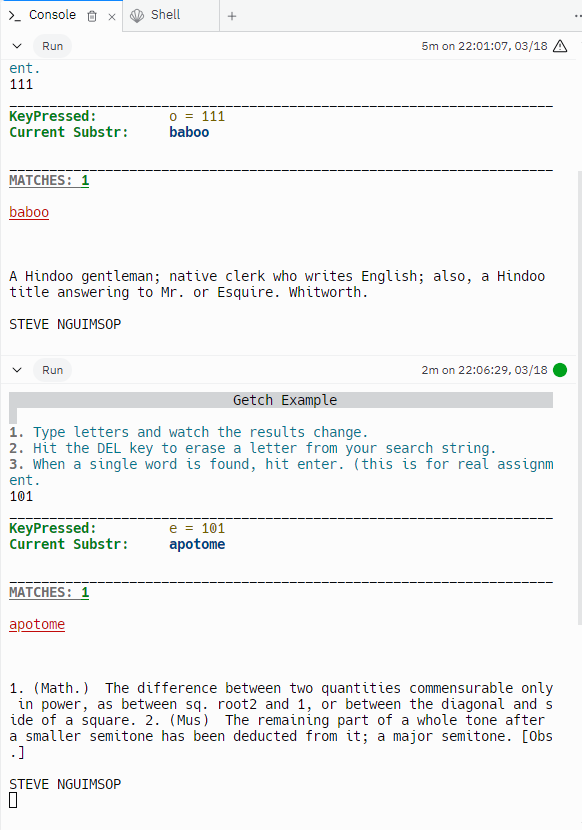 Console
Shell
Run
5m on 22:01:07, 03/18
ent.
111
KeyPressed: o = 111
Current Substr: baboo
MATCHES: 1
baboo
A Hindoo gentleman; native clerk who writes English; also, a Hindoo
title answering to Mr. or Esquire. Whitworth.
STEVE NGUIMSOP
Run
2m on 22:06:29, 03/18
Getch Example
1. Type letters and watch the results change.
2. Hit the DEL key to erase a letter from your search string.
3. When a single word is found, hit enter. (this is for real assignm
ent.
101
KeyPressed: e = 101
Current Substr: apotome
MATCHES: 1
apotome
1. (Math.)  The difference between two quantities commensurable only
in power, as between sq. root2 and 1, or between the diagonal and s
ide of a square. 2. (Mus)  The remaining part of a whole tone after
a smaller semitone has been deducted from it; a major semitone. [Obs
.]
STEVE NGUIMSOP